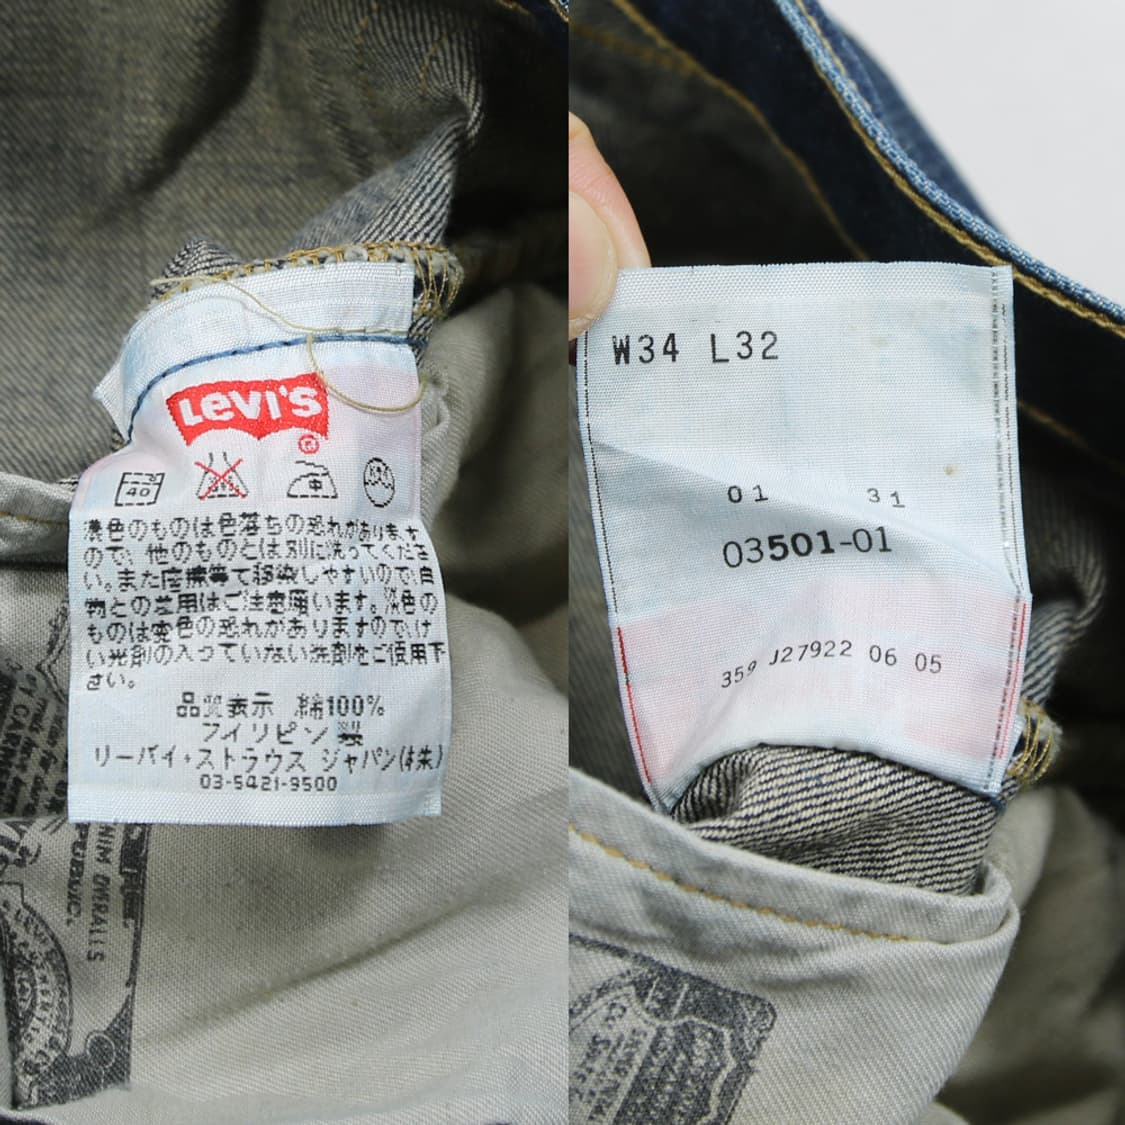 LEVI'S
®
40
濃色のものは色落ちの恐れがあります
ので、他のものとは別に洗ってくださ
い。また摩擦等で移染しやすいので白
物との着用はご注意願います。淡色の
ものは変色の恐れがありますのでけ
い光剤の入っていない洗剤をご使用下
さい。
品質表示 綿100%
フィリピン製
リーバイ・ストラウス ジャパン(株)
03-5421-9500
PUBLIC.
NIM OVERALLS
W34 L32
01 31
03501-01
359 J27922 06 05